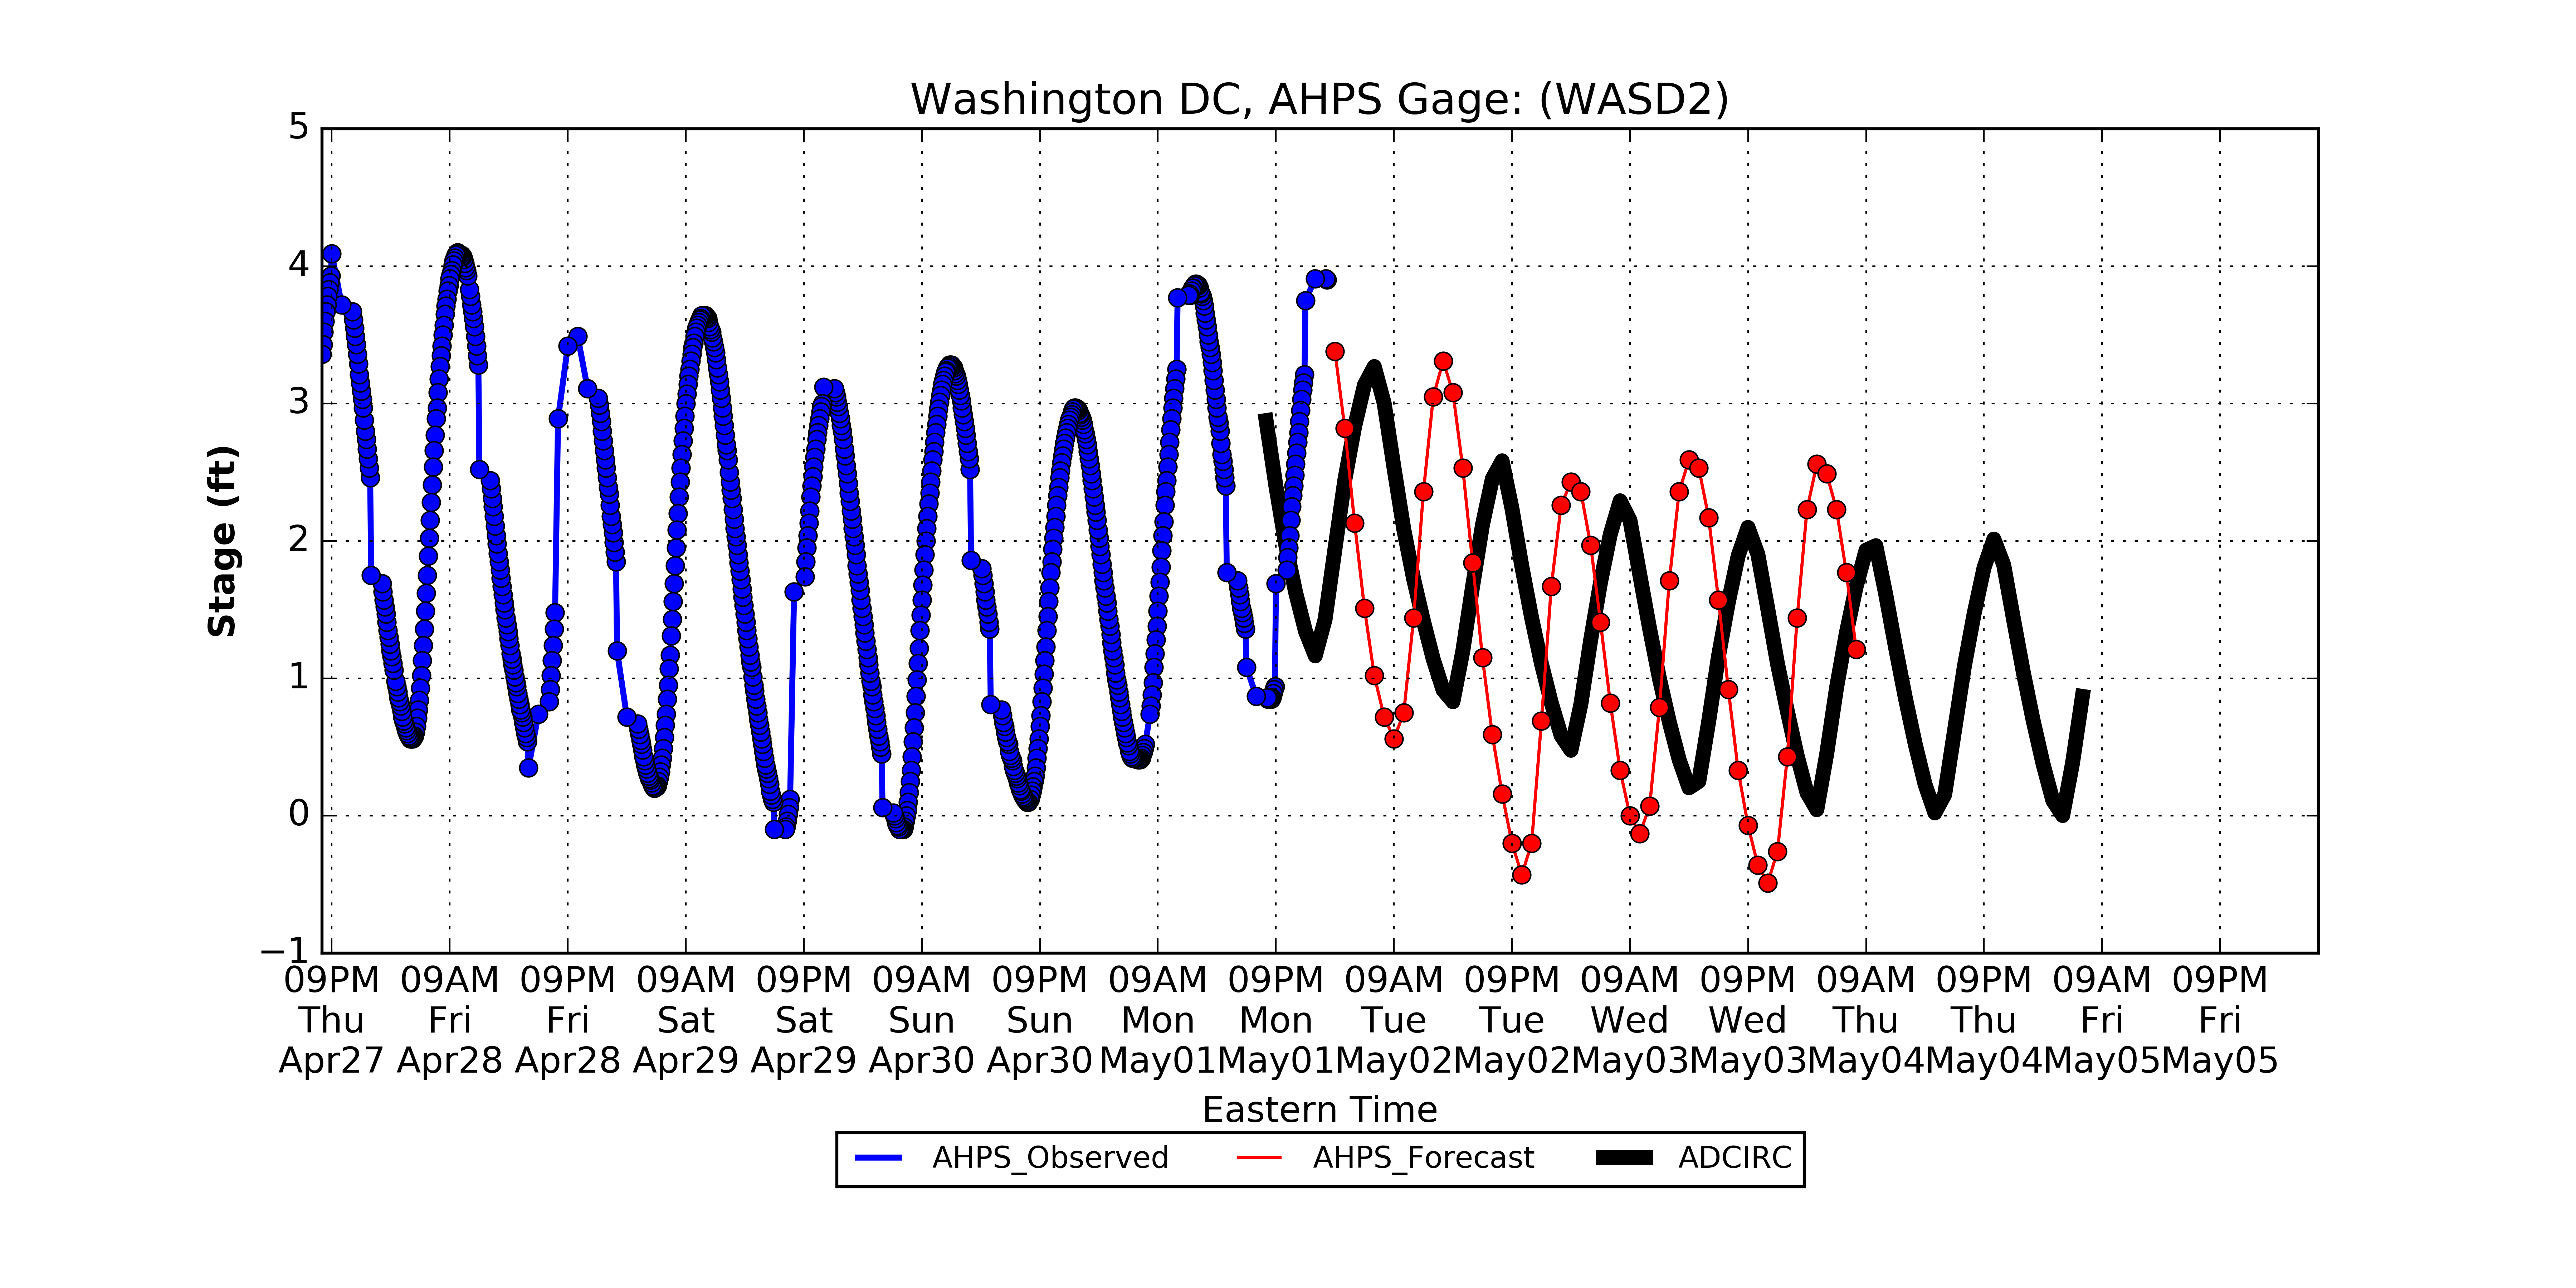 Washington DC, AHPS Gage: (WASD2)
5
4
3
2
1
0
−1
Stage (ft)
09PM 09AM 09PM 09AM 09PM 09AM 09PM 09AM 09PM 09AM 09PM 09AM 09PM 09AM 09PM 09AM 09PM
Thu Fri Fri Sat Sat Sun Sun Mon Mon Tue Tue Wed Wed Thu Thu Fri Fri
Apr27 Apr28 Apr28 Apr29 Apr29 Apr30 Apr30 May01 May01 May02 May02 May03 May03 May04 May04 May05 May05
Eastern Time
AHPS_Observed AHPS_Forecast ADCIRC